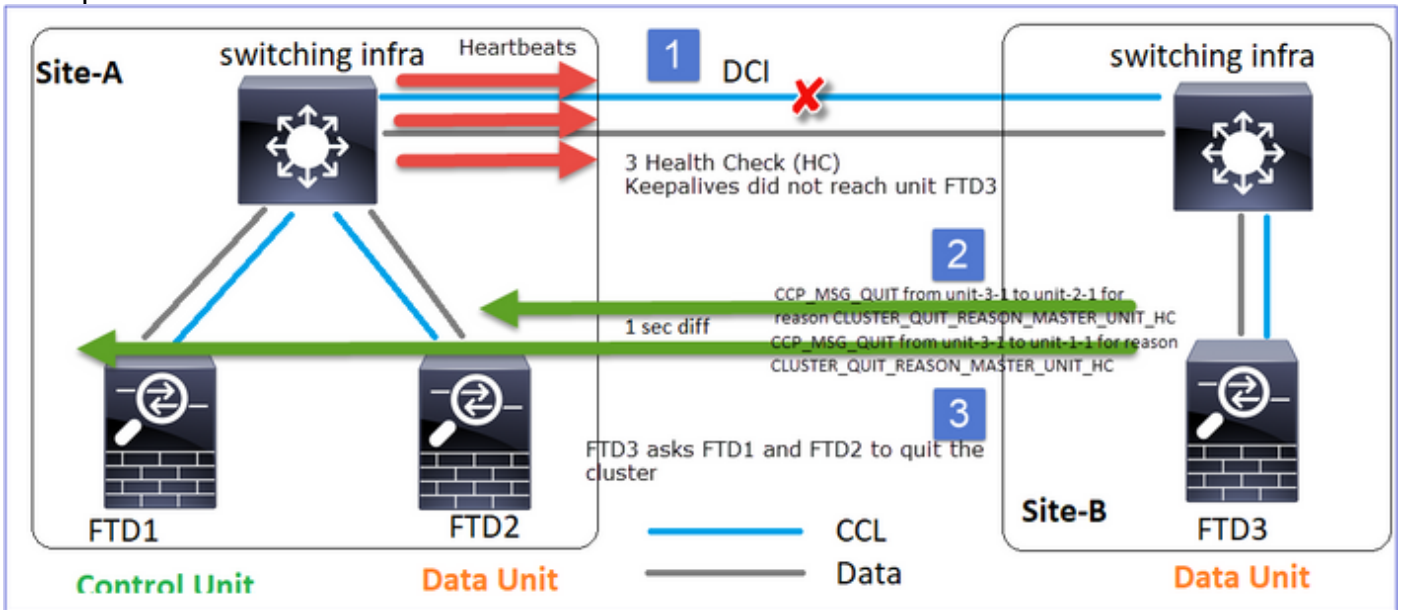 Heartbeats
1
switching infra
Site-A
DCI
switching infra
3 Health Check (HC)
Keepalives did not reach unit FTD3
2
CCP_MSG_QUIT from unit-3-1 to unit-2-1 for
reason CLUSTER_QUIT_REASON_MASTER_UNIT_HC
1 sec diff
CCP_MSG_QUIT from unit-3-1 to unit-1-1 for reason
CLUSTER_QUIT_REASON_MASTER_UNIT_HC
3
FTD3 asks FTD1 and FTD2 to quit the
cluster
Site-B
FTD1
FTD2
FTD3
CCL
Data
Control Unit
Data Unit
Data Unit